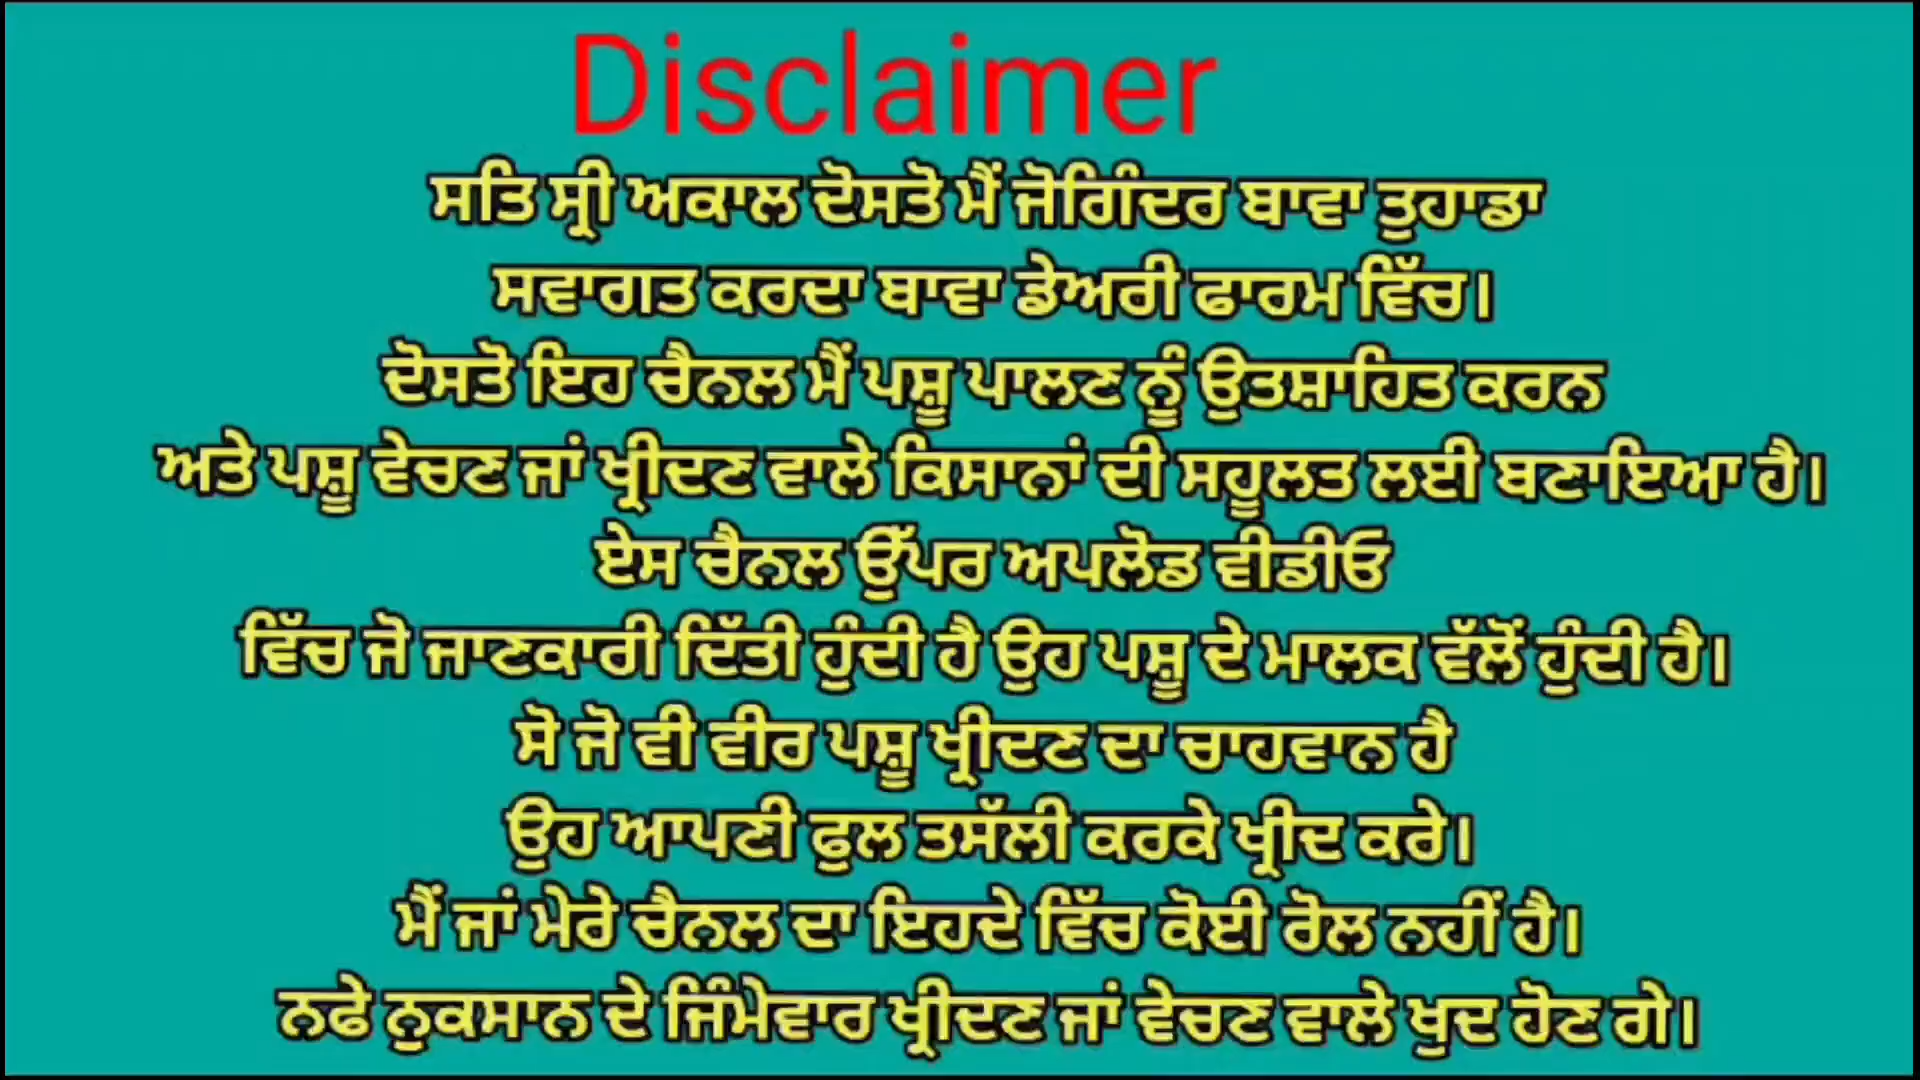 Disclaimer
ਸਤਿ ਸ੍ਰੀ ਅਕਾਲ ਦੋਸਤੋ ਮੈਂ ਜੋਗਿੰਦਰ ਬਾਵਾ ਤੁਹਾਡਾ
ਸਵਾਗਤ ਕਰਦਾ ਬਾਵਾ ਡੇਅਰੀ ਫਾਰਮ ਵਿੱਚ।
ਦੋਸਤੋ ਇਹ ਚੈਨਲ ਮੈਂ ਪਸ਼ੂ ਪਾਲਣ ਨੂੰ ਉਤਸ਼ਾਹਿਤ ਕਰਨ
ਅਤੇ ਪਸ਼ੂ ਵੇਚਣ ਜਾਂ ਖ੍ਰੀਦਣ ਵਾਲੇ ਕਿਸਾਨਾਂ ਦੀ ਸਹੂਲਤ ਲਈ ਬਣਾਇਆ ਹੈ।
ਏਸ ਚੈਨਲ ਉੱਪਰ ਅਪਲੋਡ ਵੀਡੀਓ
ਵਿੱਚ ਜੋ ਜਾਣਕਾਰੀ ਦਿੱਤੀ ਹੁੰਦੀ ਹੈ ਉਹ ਪਸ਼ੂ ਦੇ ਮਾਲਕ ਵੱਲੋਂ ਹੁੰਦੀ ਹੈ।
ਸੋ ਜੋ ਵੀ ਵੀਰ ਪਸ਼ੂ ਖ੍ਰੀਦਣ ਦਾ ਚਾਹਵਾਨ ਹੈ
ਉਹ ਆਪਣੀ ਫੁਲ ਤਸੱਲੀ ਕਰਕੇ ਖ੍ਰੀਦ ਕਰੇ।
ਮੈਂ ਜਾਂ ਮੇਰੇ ਚੈਨਲ ਦਾ ਇਹਦੇ ਵਿੱਚ ਕੋਈ ਰੋਲ ਨਹੀਂ ਹੈ।
ਨਫੇ ਨੁਕਸਾਨ ਦੇ ਜਿੰਮੇਵਾਰ ਖ੍ਰੀਦਣ ਜਾਂ ਵੇਚਣ ਵਾਲੇ ਖੁਦ ਹੋਣ ਗੇ।